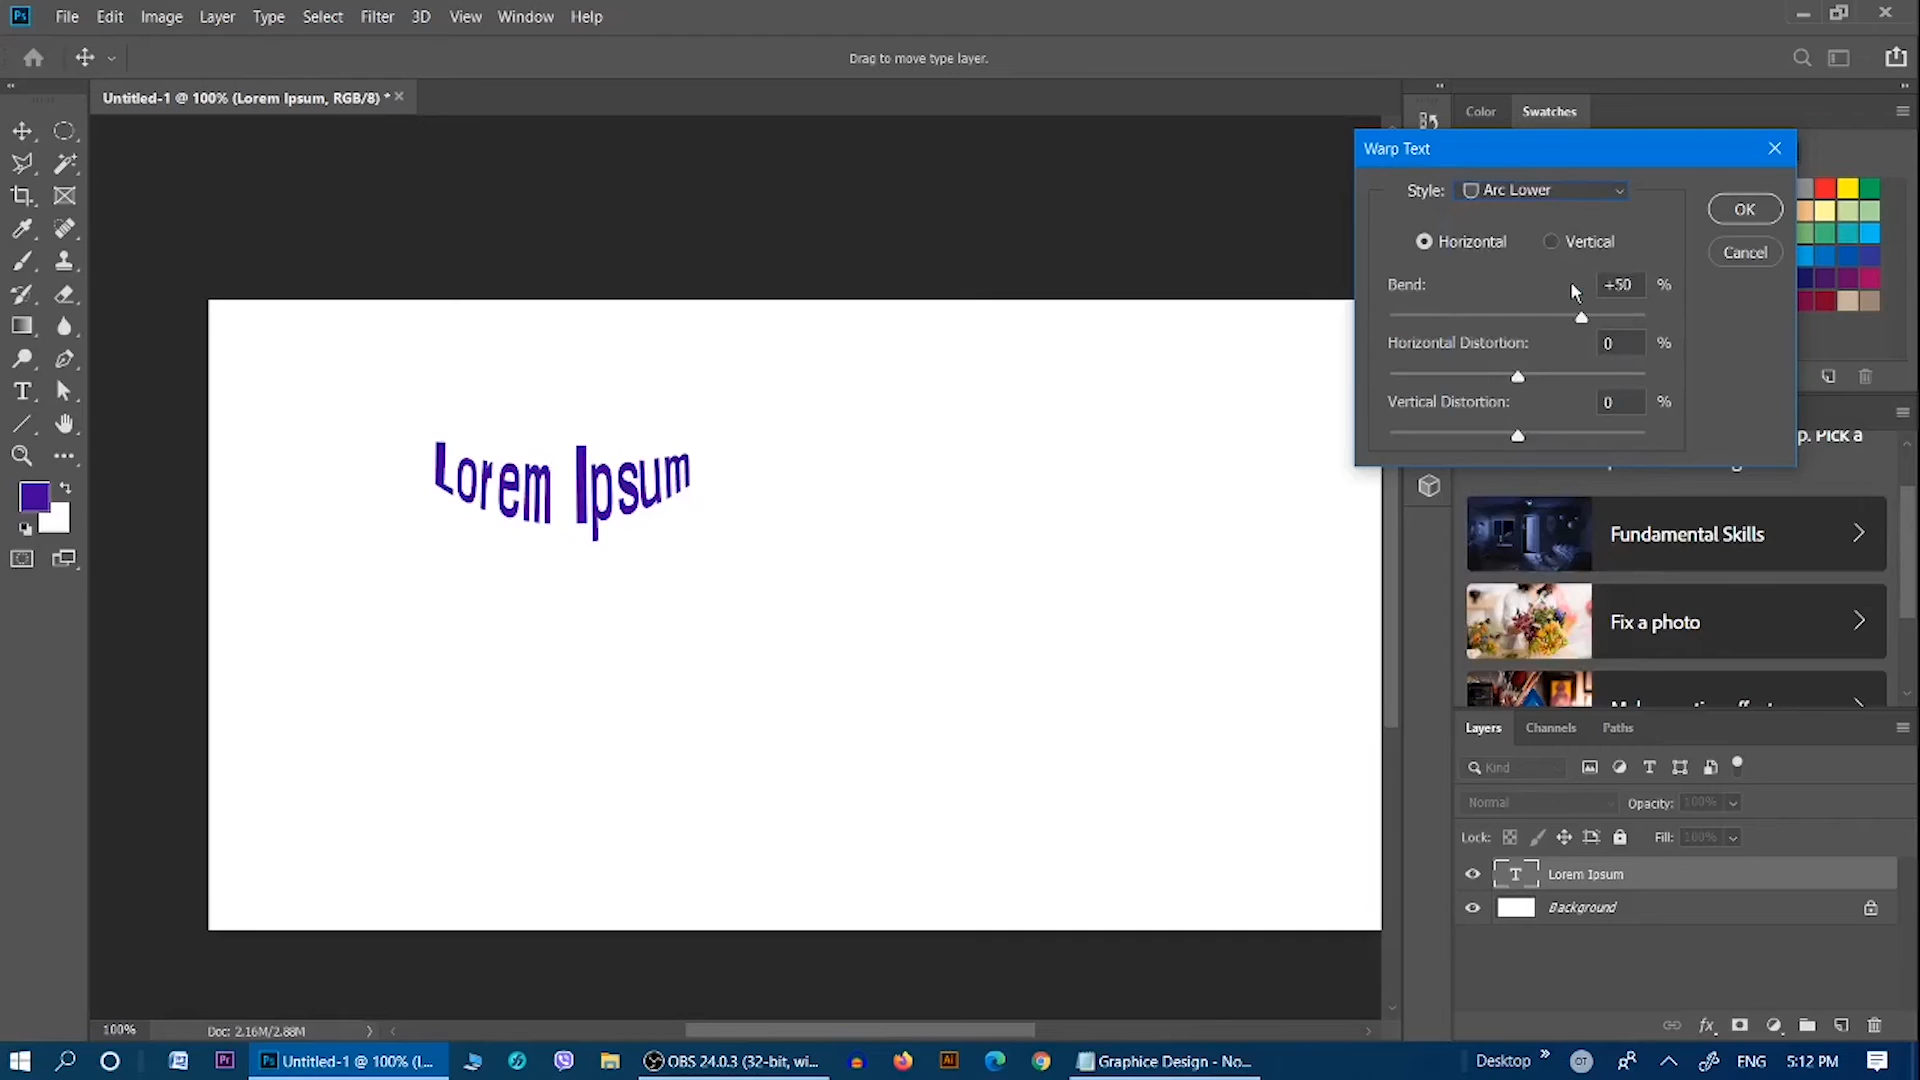 Ps File Edit Image Layer Type Select Filter 3D View Window Help
Drag to move type layer.
Untitled-1 @ 100% (Lorem Ipsum, RGB/8) *
Color Swatches
Warp Text
Style: Arc Lower
OK
Horizontal Vertical
Cancel
Bend: +50 %
Horizontal Distortion: 0 %
Vertical Distortion: 0 %
p. Pick a
Lorem Ipsum
Fundamental Skills
Fix a photo
Layers Channels Paths
Kind
Normal Opacity: 100%
Lock: Fill: 100%
T Lorem Ipsum
Background
100% Doc: 2.16M/2.88M
Untitled-1 @ 100% (L... OBS 24.0.3 (32-bit, wi... Graphice Design - No... Desktop ENG 5:12 PM